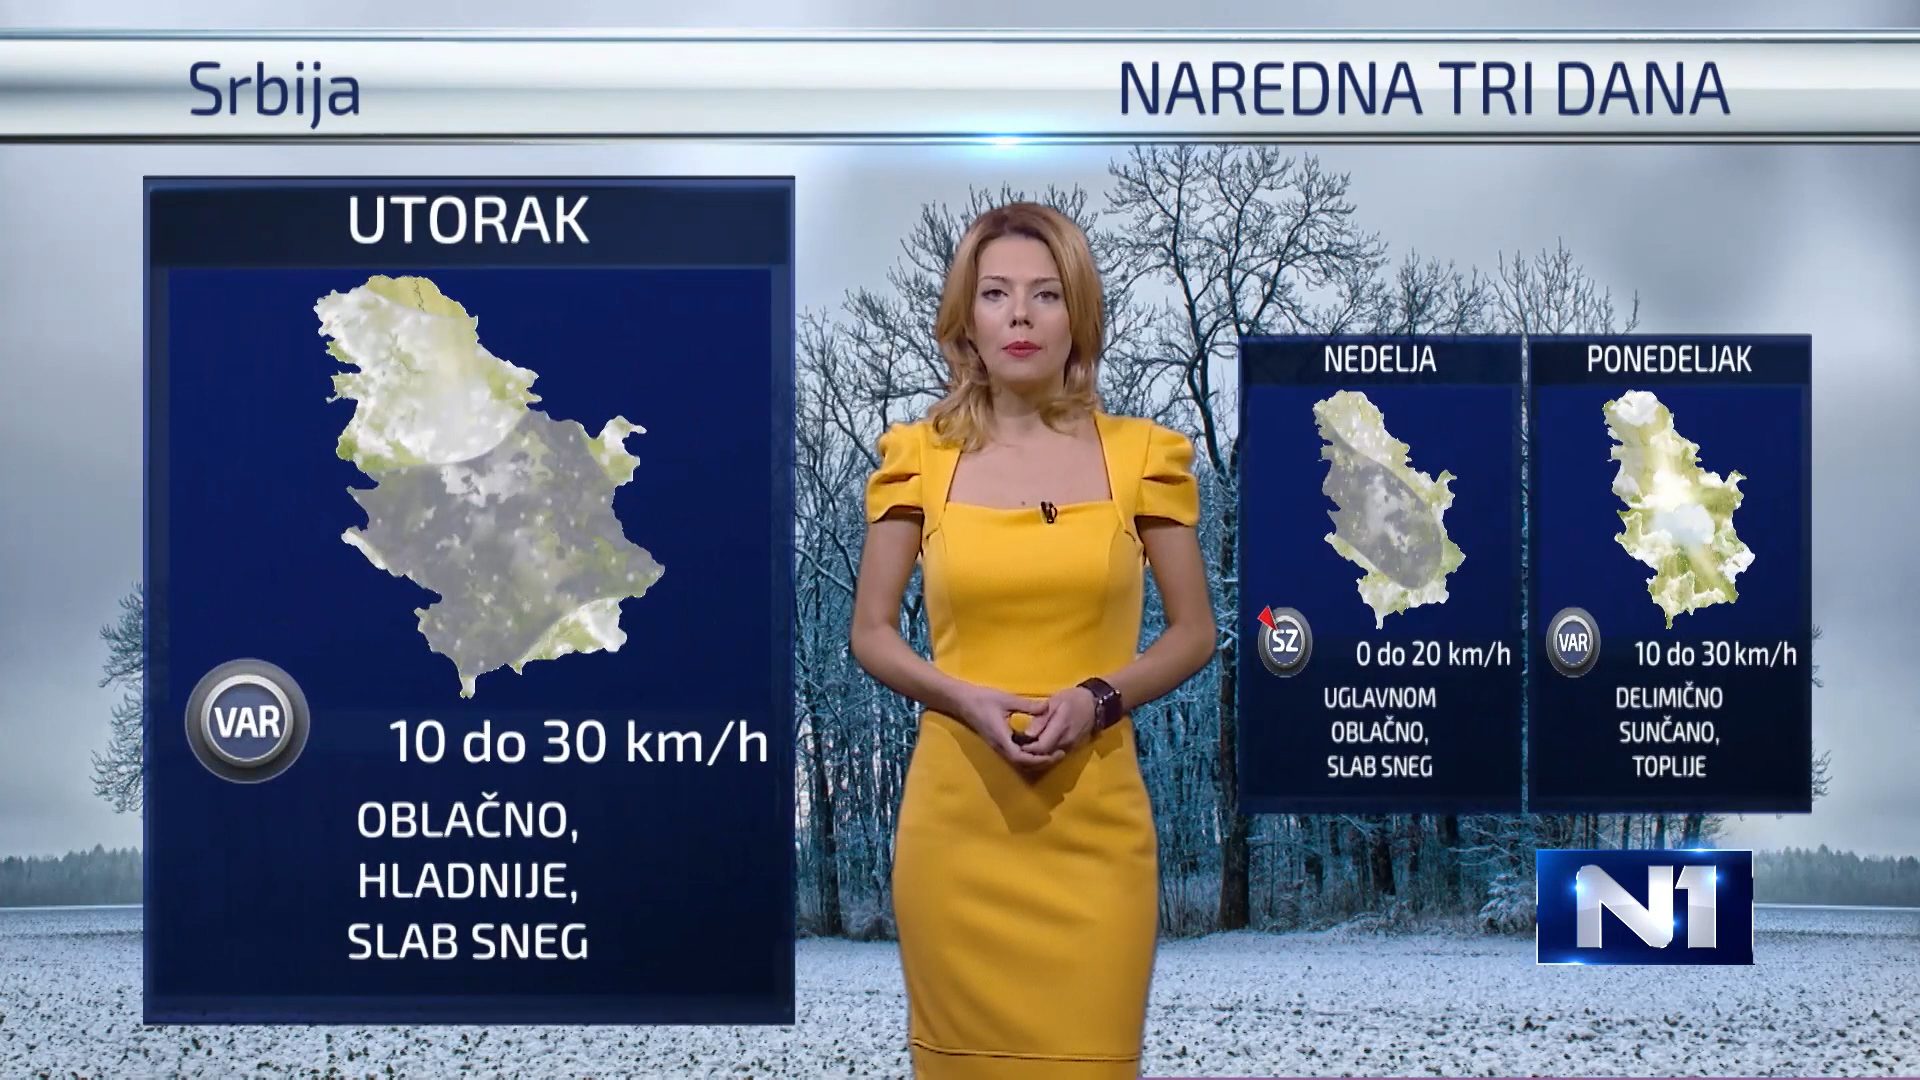 Srbija
NAREDNA TRI DANA
UTORAK
VAR
10 do 30 km/h
OBLAČNO,
HLADNIJE,
SLAB SNEG
NEDELJA
SZ
0 do 20 km/h
UGLAVNOM
OBLAČNO,
SLAB SNEG
PONEDELJAK
VAR
10 do 30 km/h
DELIMIČNO
SUNČANO,
TOPLIJE
N1